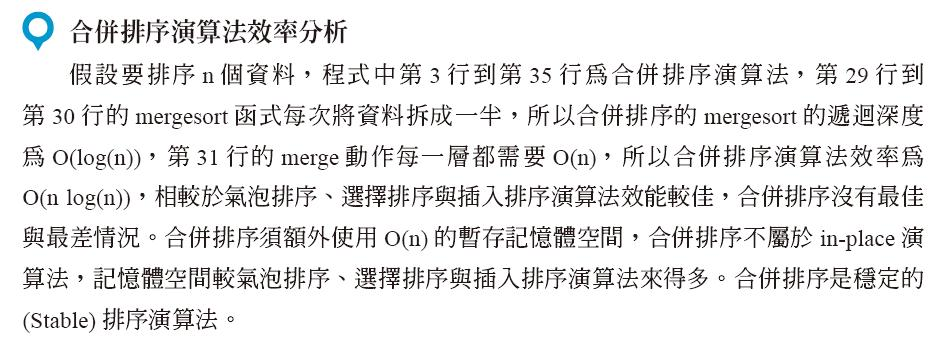 合併排序演算法效率分析
假設要排序 n 個資料，程式中第 3 行到第 35 行為合併排序演算法，第 29 行到
第 30 行的 mergesort 函式每次將資料拆成一半，所以合併排序的 mergesort 的遞迴深度
為 O(log(n))，第 31 行的 merge 動作每一層都需要 O(n)，所以合併排序演算法效率為
O(n log(n))，相較於氣泡排序、選擇排序與插入排序演算法效能較佳，合併排序沒有最佳
與最差情況。合併排序須額外使用 O(n) 的暫存記憶體空間，合併排序不屬於 in-place 演
算法，記憶體空間較氣泡排序、選擇排序與插入排序演算法來得多。合併排序是穩定的
(Stable) 排序演算法。